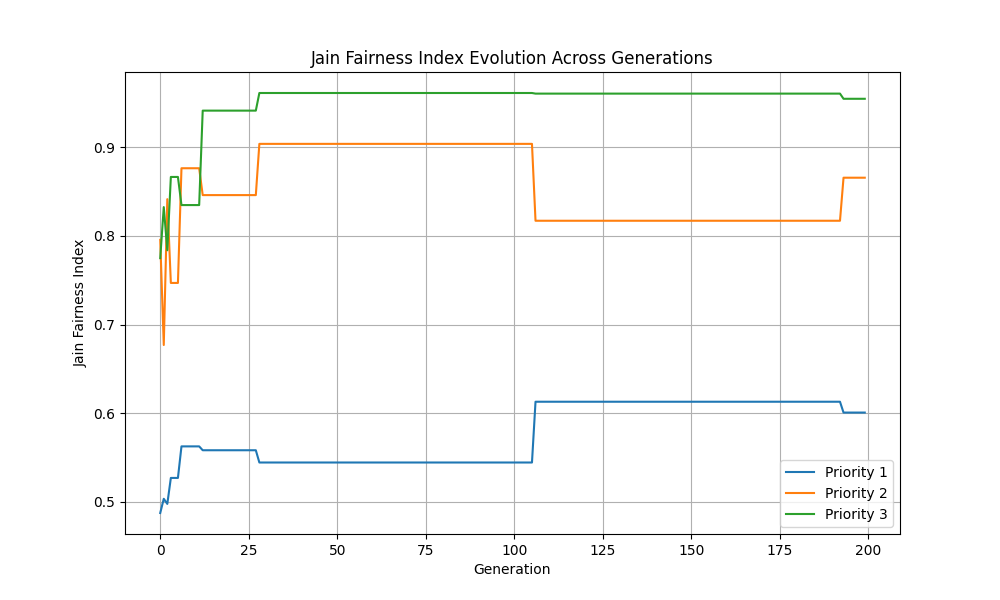 Jain Fairness Index Evolution Across Generations
Jain Fairness Index
0.9
0.8
0.7
0.6
0.5
0 25 50 75 100 125 150 175 200
Generation
Priority 1
Priority 2
Priority 3